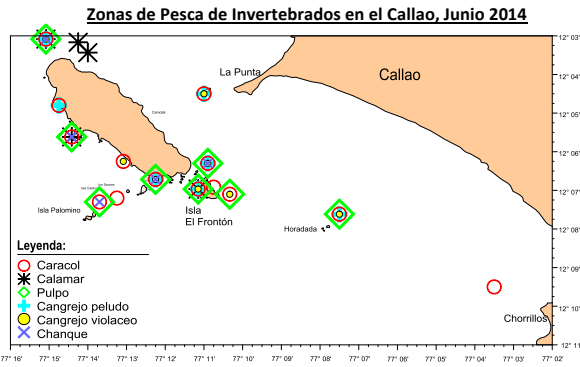 Zonas de Pesca de Invertebrados en el Callao, Junio 2014
12° 03'
La Punta
Callao
12° 04'
12° 05'
12° 06'
12° 07'
Isla Palomino
Isla
El Frontón
Horadada
12° 08'
Leyenda:
12° 09'
Caracol
Calamar
Pulpo
12° 10'
Cangrejo peludo
Cangrejo violaceo
Chorrillos
Chanque
12° 11'
77° 16' 77° 15' 77° 14' 77° 13' 77° 12' 77° 11' 77° 10' 77° 09' 77° 08' 77° 07' 77° 06' 77° 05' 77° 04' 77° 03' 77° 02'